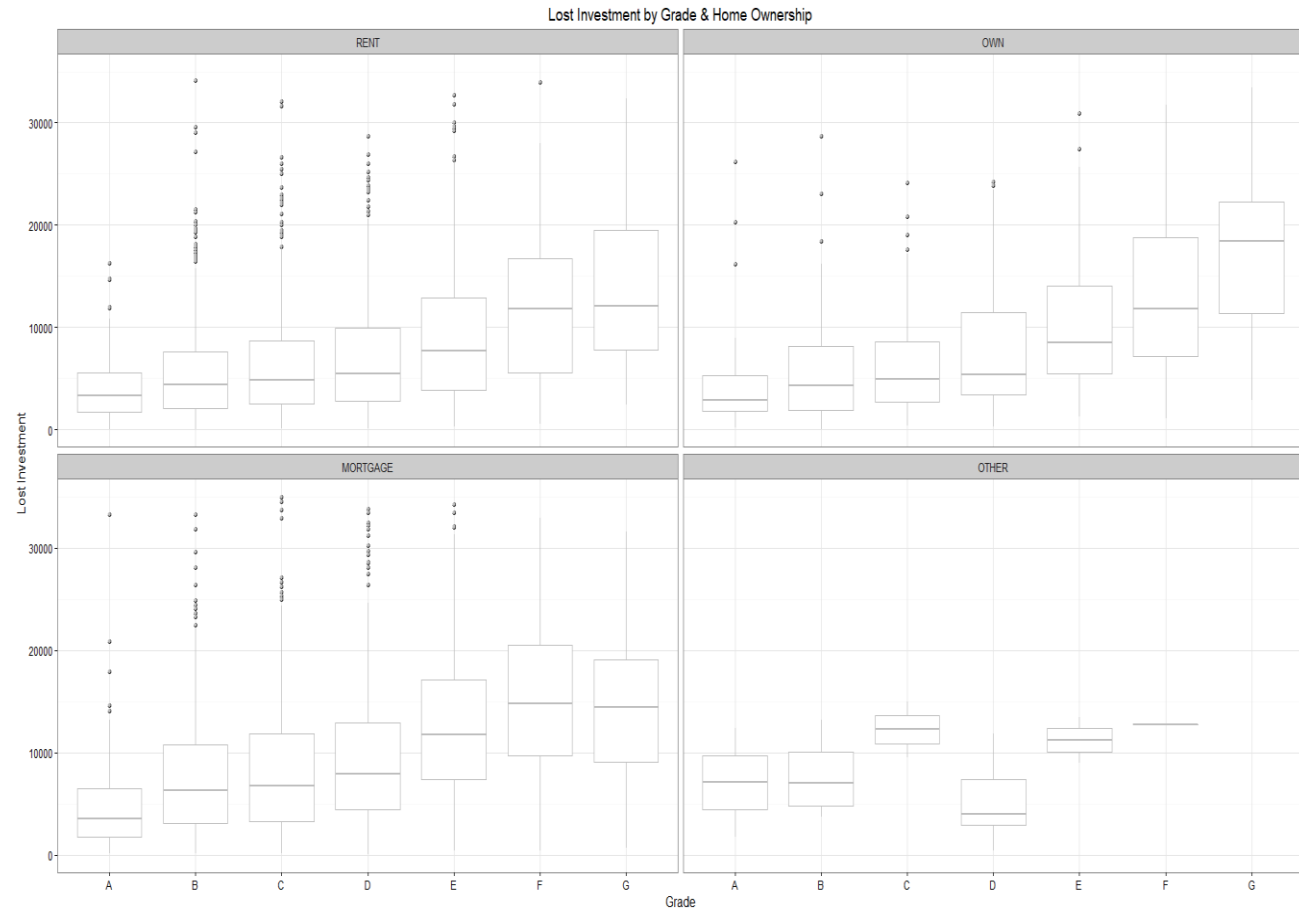 Lost Investment by Grade & Home Ownership
RENT
OWN
30000
20000
10000
0
MORTGAGE
OTHER
30000
20000
10000
0
Lost Investment
A B C D E F G
A B C D E F G
Grade